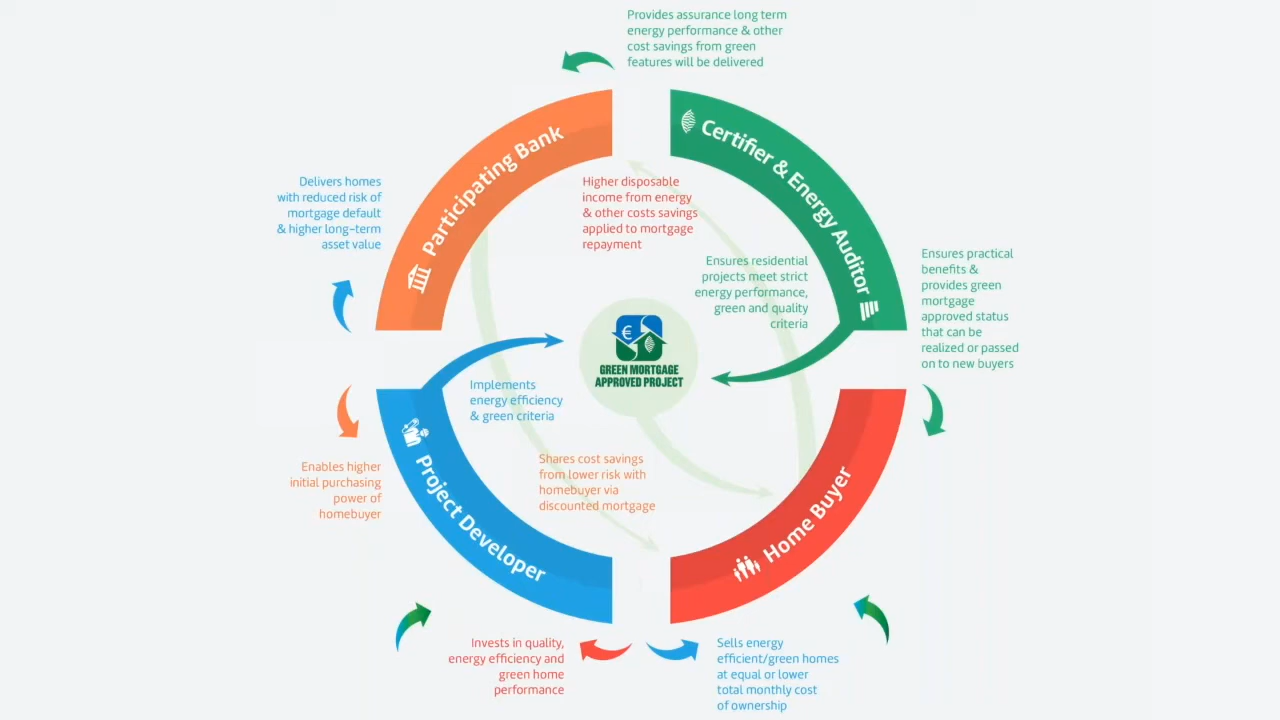 Provides assurance long term
energy performance & other
cost savings from green
features will be delivered
Participating Bank
Certifier & Energy Auditor
Delivers homes
with reduced risk of
mortgage default
& higher long-term
asset value
Higher disposable
income from energy
& other costs savings
applied to mortgage
repayment
Ensures residential
projects meet strict
energy performance,
green and quality
criteria
Ensures practical
benefits &
provides green
mortgage
approved status
that can be
realized or passed
on to new buyers
€
GREEN MORTGAGE
APPROVED PROJECT
Implements
energy efficiency
& green criteria
Enables higher
initial purchasing
power of
homebuyer
Shares cost savings
from lower risk with
homebuyer via
discounted mortgage
Project Developer
Home Buyer
Invests in quality,
energy efficiency and
green home
performance
Sells energy
efficient/green homes
at equal or lower
total monthly cost
of ownership